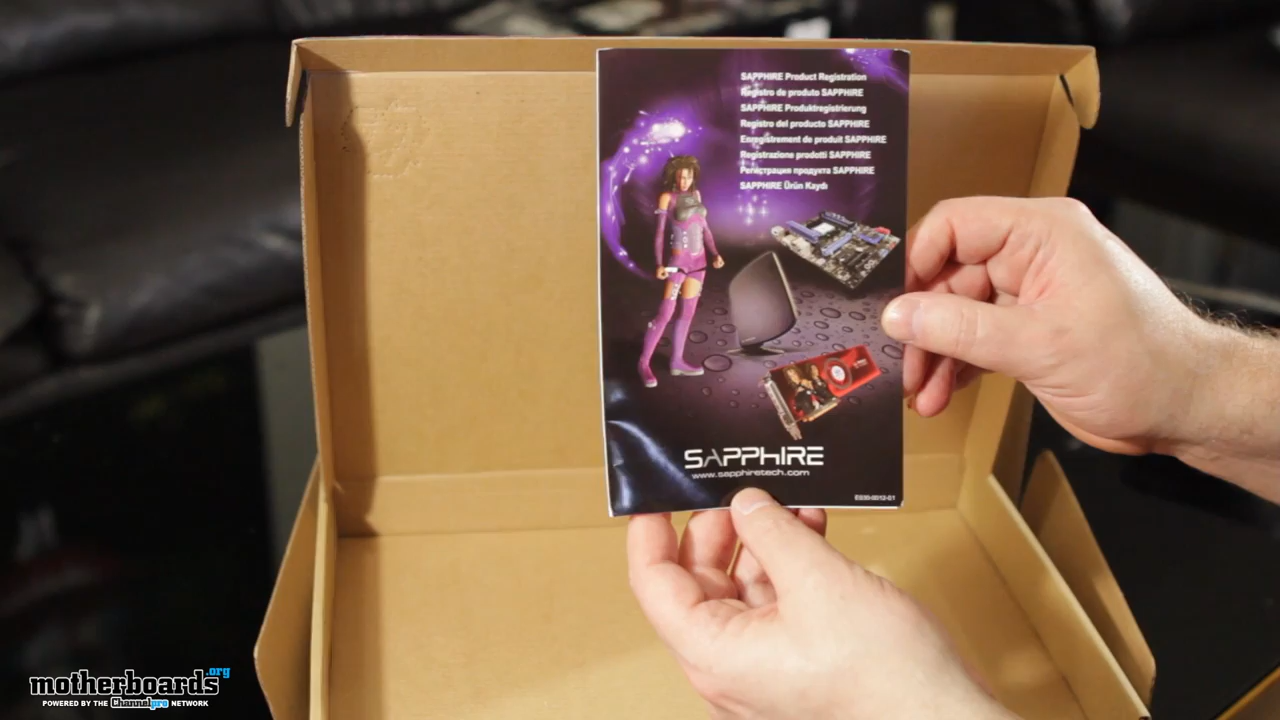 SAPPHIRE Product Registration
Registro de produto SAPPHIRE
SAPPHIRE Produktregistrierung
Registro del producto SAPPHIRE
Enregistrement de produit SAPPHIRE
Registrazione prodotti SAPPHIRE
Регистрация продукта SAPPHIRE
SAPPHIRE Ürün Kaydı
SAPPHIRE
www.sapphiretech.com
motherboards.org
POWERED BY THE Channelpro NETWORK